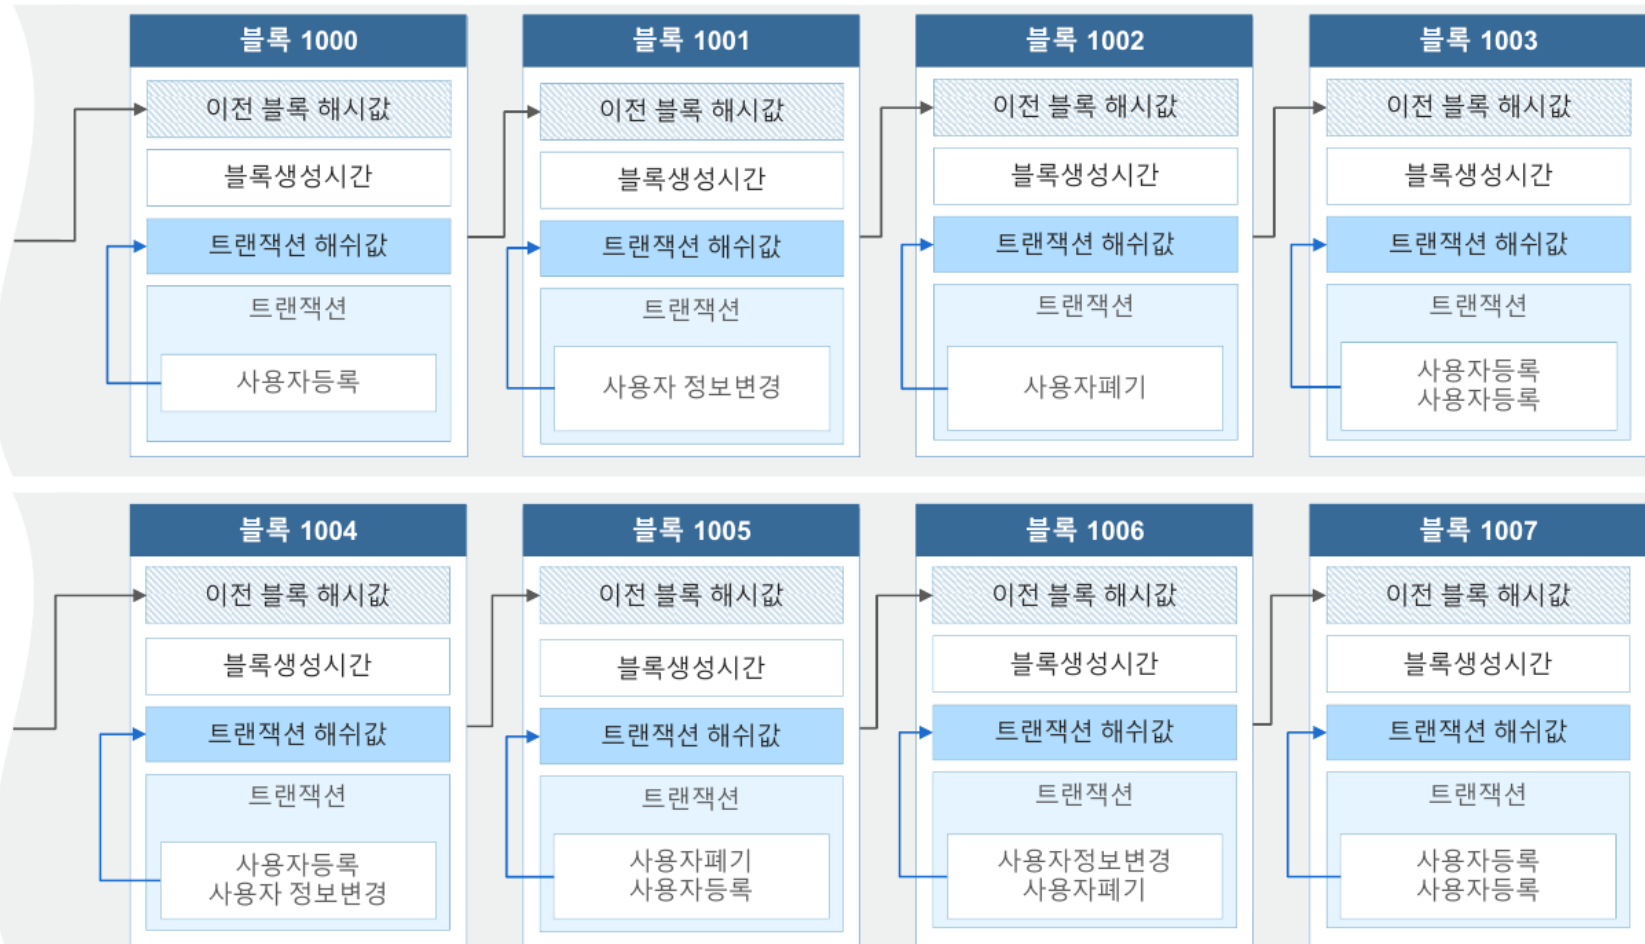 블록 1000
이전 블록 해시값
블록생성시간
트랜잭션 해쉬값
트랜잭션
사용자등록
블록 1001
이전 블록 해시값
블록생성시간
트랜잭션 해쉬값
트랜잭션
사용자 정보변경
블록 1002
이전 블록 해시값
블록생성시간
트랜잭션 해쉬값
트랜잭션
사용자폐기
블록 1003
이전 블록 해시값
블록생성시간
트랜잭션 해쉬값
트랜잭션
사용자등록
사용자등록
블록 1004
이전 블록 해시값
블록생성시간
트랜잭션 해쉬값
트랜잭션
사용자등록
사용자 정보변경
블록 1005
이전 블록 해시값
블록생성시간
트랜잭션 해쉬값
트랜잭션
사용자폐기
사용자등록
블록 1006
이전 블록 해시값
블록생성시간
트랜잭션 해쉬값
트랜잭션
사용자정보변경
사용자폐기
블록 1007
이전 블록 해시값
블록생성시간
트랜잭션 해쉬값
트랜잭션
사용자등록
사용자등록